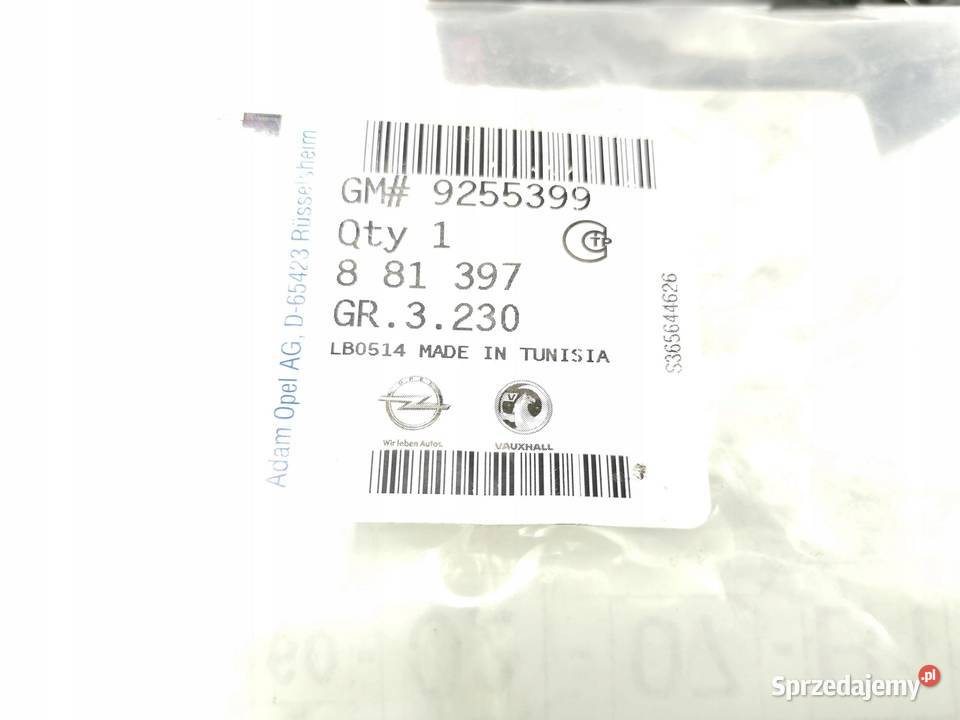 GM# 9255399
Qty 1
8 81 397
GR.3.230
LB0514 MADE IN TUNISIA
OPEL
Wir leben Autos.
VAUXHALL
S365644626
Adam Opel AG, D-65423 Rüsselsheim
Sprzedajemy.pl